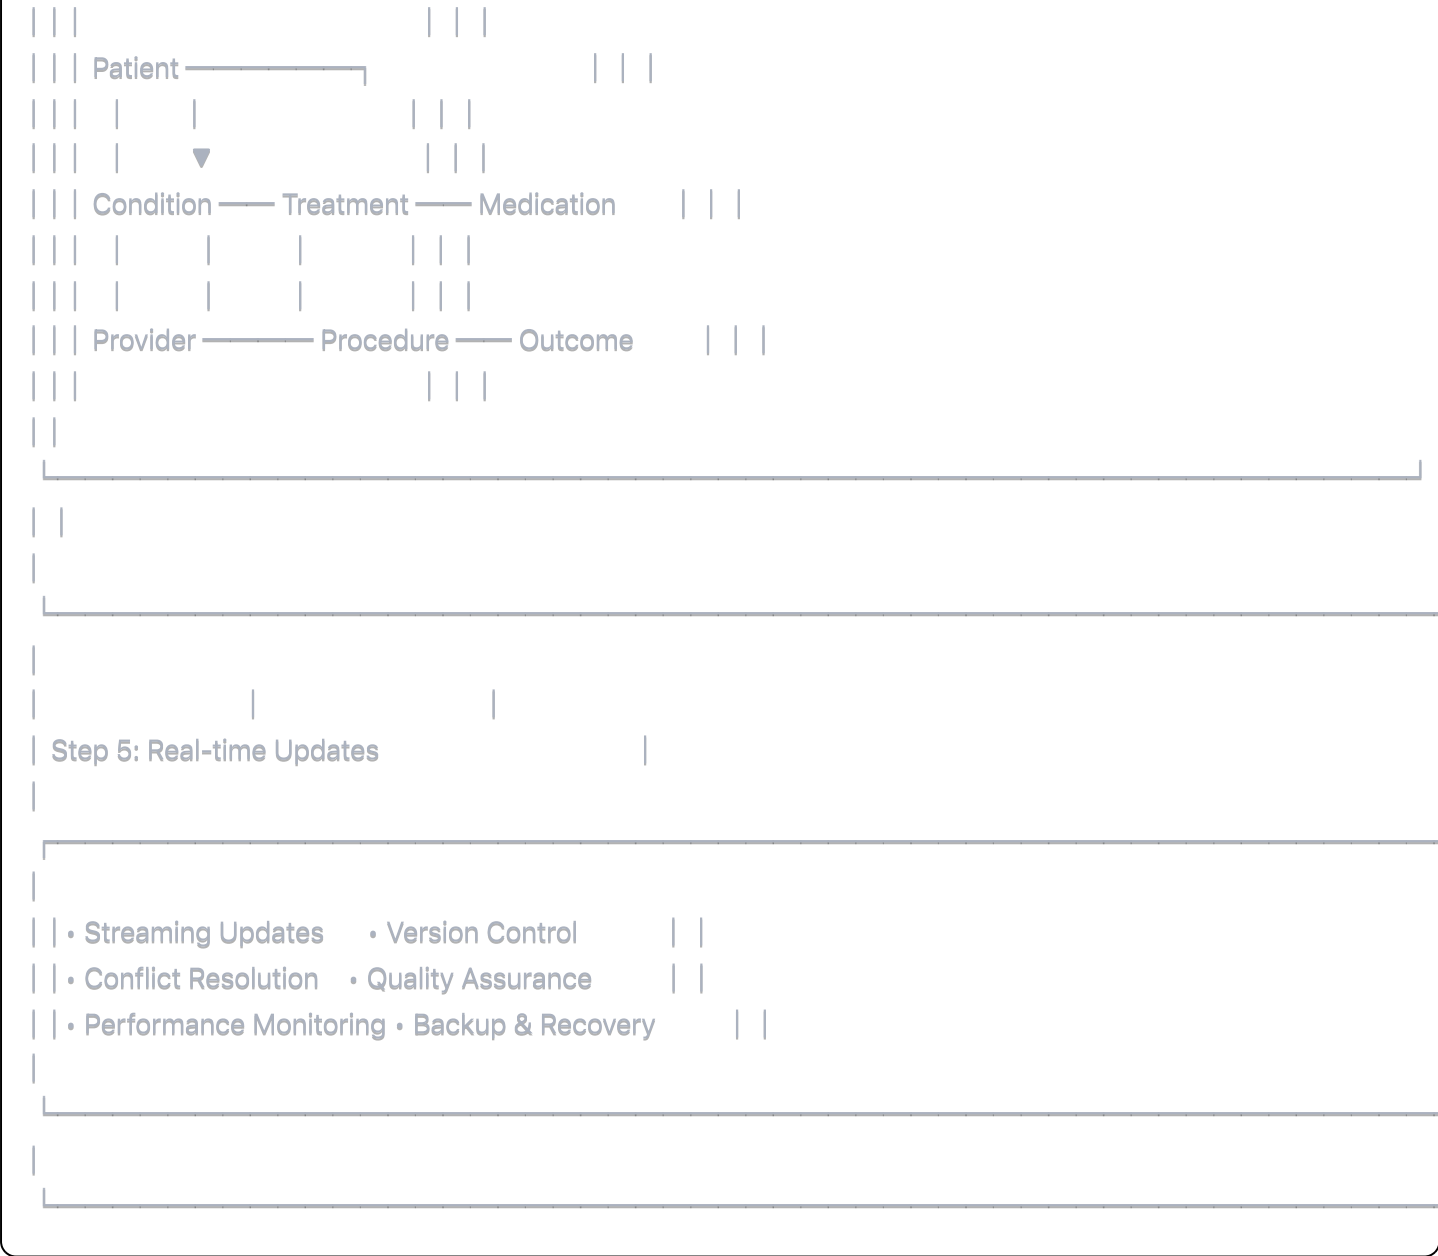 Patient
Condition Treatment Medication
Provider Procedure Outcome
Step 5: Real-time Updates
• Streaming Updates • Version Control
• Conflict Resolution • Quality Assurance
• Performance Monitoring • Backup & Recovery